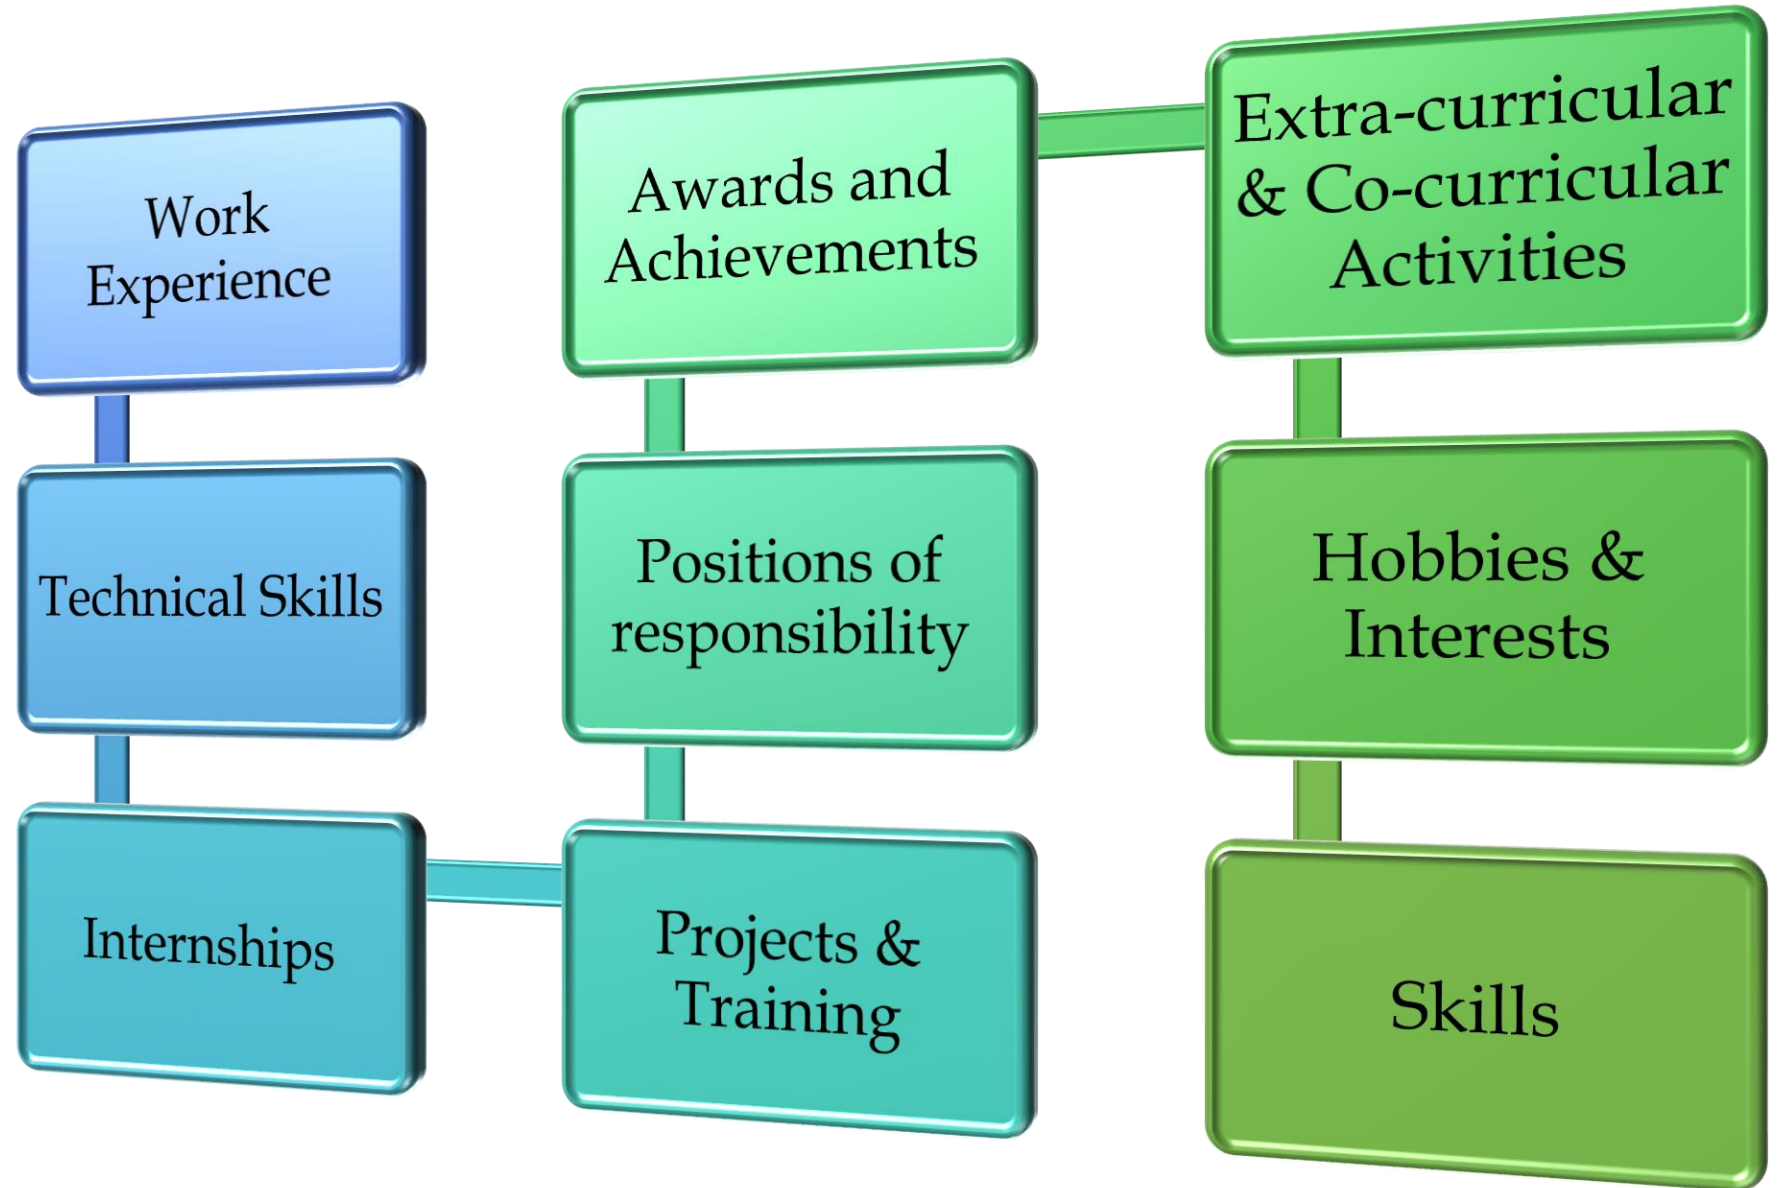 Work
Experience
Technical Skills
Internships
Projects &
Training
Positions of
responsibility
Awards and
Achievements
Extra-curricular
& Co-curricular
Activities
Hobbies &
Interests
Skills